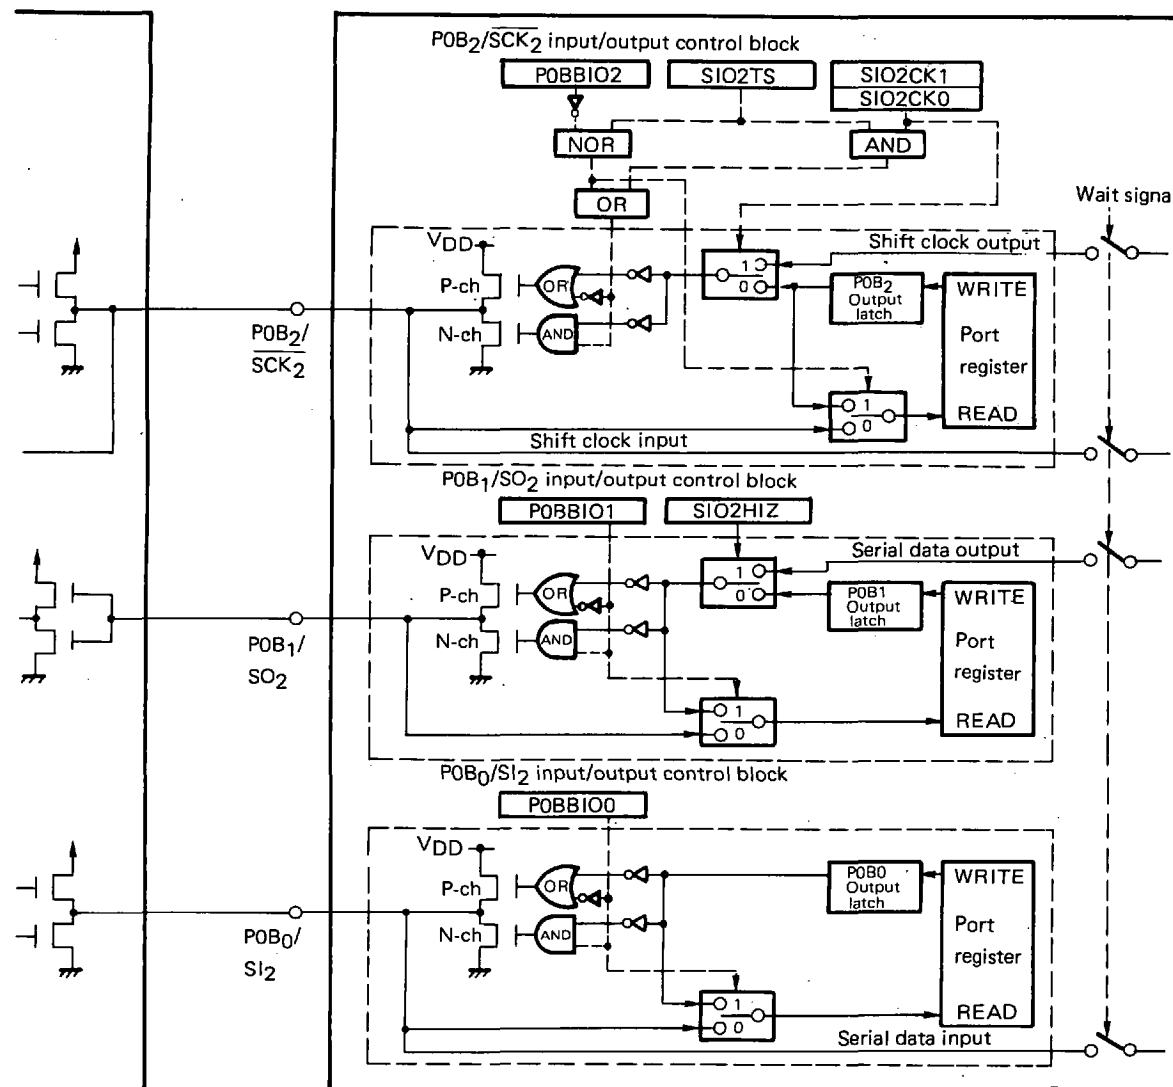 P0B2/SCK2 input/output control block
P0BBIO2
SIO2TS
SIO2CK1
SIO2CK0
NOR
AND
OR
Wait signa
VDD
P-ch
N-ch
OR
AND
1
0
Shift clock output
P0B2
Output
latch
WRITE
Port
register
READ
1
0
Shift clock input
P0B2/
SCK2
P0B1/SO2 input/output control block
P0BBIO1
SIO2HIZ
VDD
P-ch
N-ch
OR
AND
1
0
Serial data output
P0B1
Output
latch
WRITE
Port
register
READ
1
0
P0B1/
SO2
P0B0/SI2 input/output control block
P0BBIO0
VDD
P-ch
N-ch
OR
AND
P0B0
Output
latch
WRITE
Port
register
READ
1
0
Serial data input
P0B0/
SI2